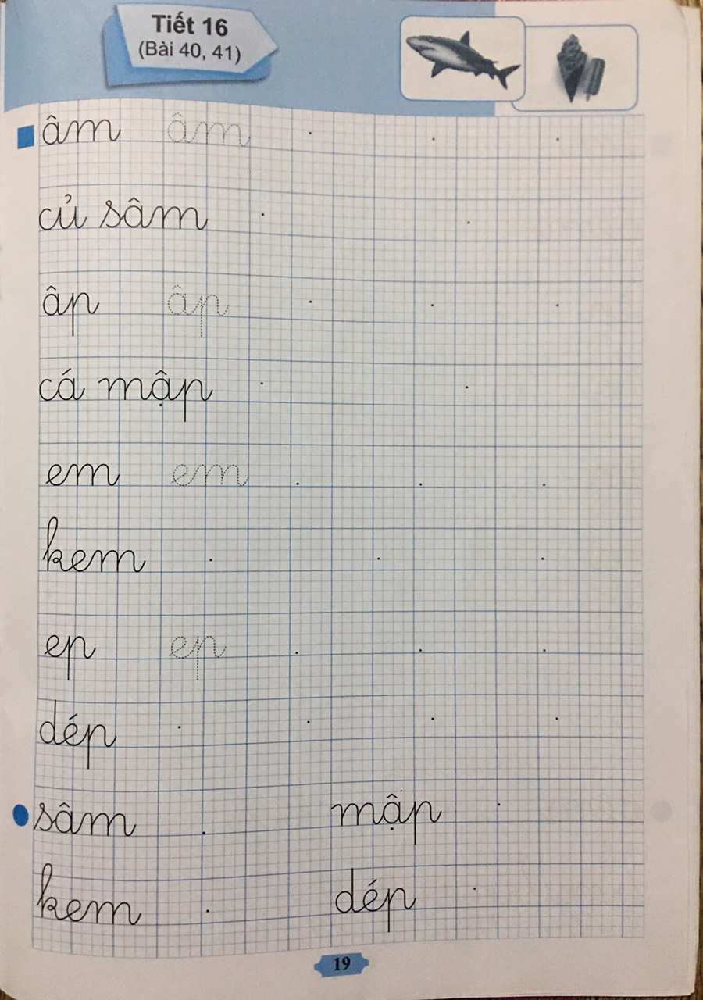 Tiết 16
(Bài 40, 41)
âm âm
củ sâm
âp âp
cá mập
em em
kem
ep ep
dép
sâm mập
kem dép
19